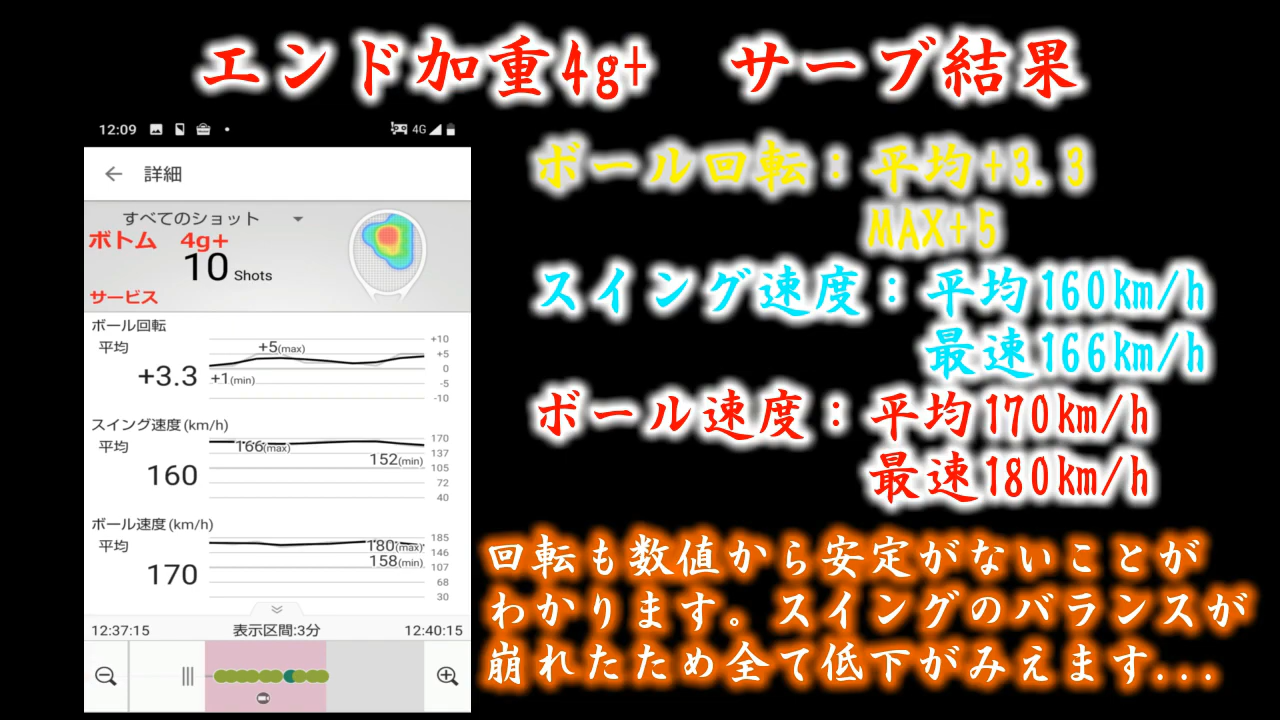 エンド加重4g+　サーブ結果
12:09
4G
詳細
すべてのショット
ボトム　4g+
10 Shots
サービス
ボール回転
平均
+3.3
+5(max)
+1(min)
+10
+5
0
-5
-10
スイング速度(km/h)
平均
160
166(max)
152(min)
170
137
105
72
40
ボール速度(km/h)
平均
170
180(max)
158(min)
185
146
107
68
30
12:37:15
表示区間:3分
12:40:15
ボール回転：平均+3.3
MAX+5
スイング速度：平均160km/h
最速166km/h
ボール速度：平均170km/h
最速180km/h
回転も数値から安定がないことが
わかります。スイングのバランスが
崩れたため全て低下がみえます...